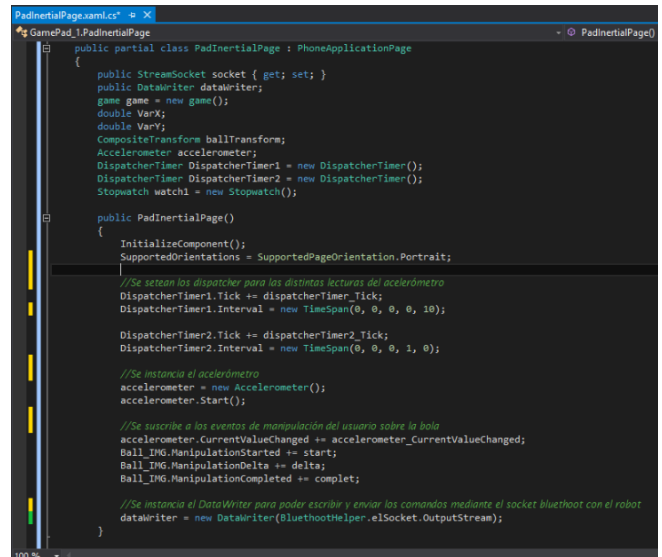 PadInertialPage.xaml.cs*
GamePad_1.PadInertialPage
PadInertialPage()
public partial class PadInertialPage : PhoneApplicationPage
{
public StreamSocket socket { get; set; }
public DataWriter dataWriter;
game game = new game();
double VarX;
double VarY;
CompositeTransform ballTransform;
Accelerometer accelerometer;
DispatcherTimer DispatcherTimer1 = new DispatcherTimer();
DispatcherTimer DispatcherTimer2 = new DispatcherTimer();
Stopwatch watch1 = new Stopwatch();
public PadInertialPage()
{
InitializeComponent();
SupportedOrientations = SupportedPageOrientation.Portrait;
//Se setean los dispatcher para las distintas lecturas del acelerómetro
DispatcherTimer1.Tick += dispatcherTimer_Tick;
DispatcherTimer1.Interval = new TimeSpan(0, 0, 0, 0, 10);
DispatcherTimer2.Tick += dispatcherTimer2_Tick;
DispatcherTimer2.Interval = new TimeSpan(0, 0, 0, 1, 0);
//Se instancia el acelerómetro
accelerometer = new Accelerometer();
accelerometer.Start();
//Se suscribe a los eventos de manipulación del usuario sobre la bola
accelerometer.CurrentValueChanged += accelerometer_CurrentValueChanged;
Ball_IMG.ManipulationStarted += start;
Ball_IMG.ManipulationDelta += delta;
Ball_IMG.ManipulationCompleted += complet;
//Se instancia el DataWriter para poder escribir y enviar los comandos mediante el socket bluethoot con el robot
dataWriter = new DataWriter(BluethootHelper.elSocket.OutputStream);
}
100 %